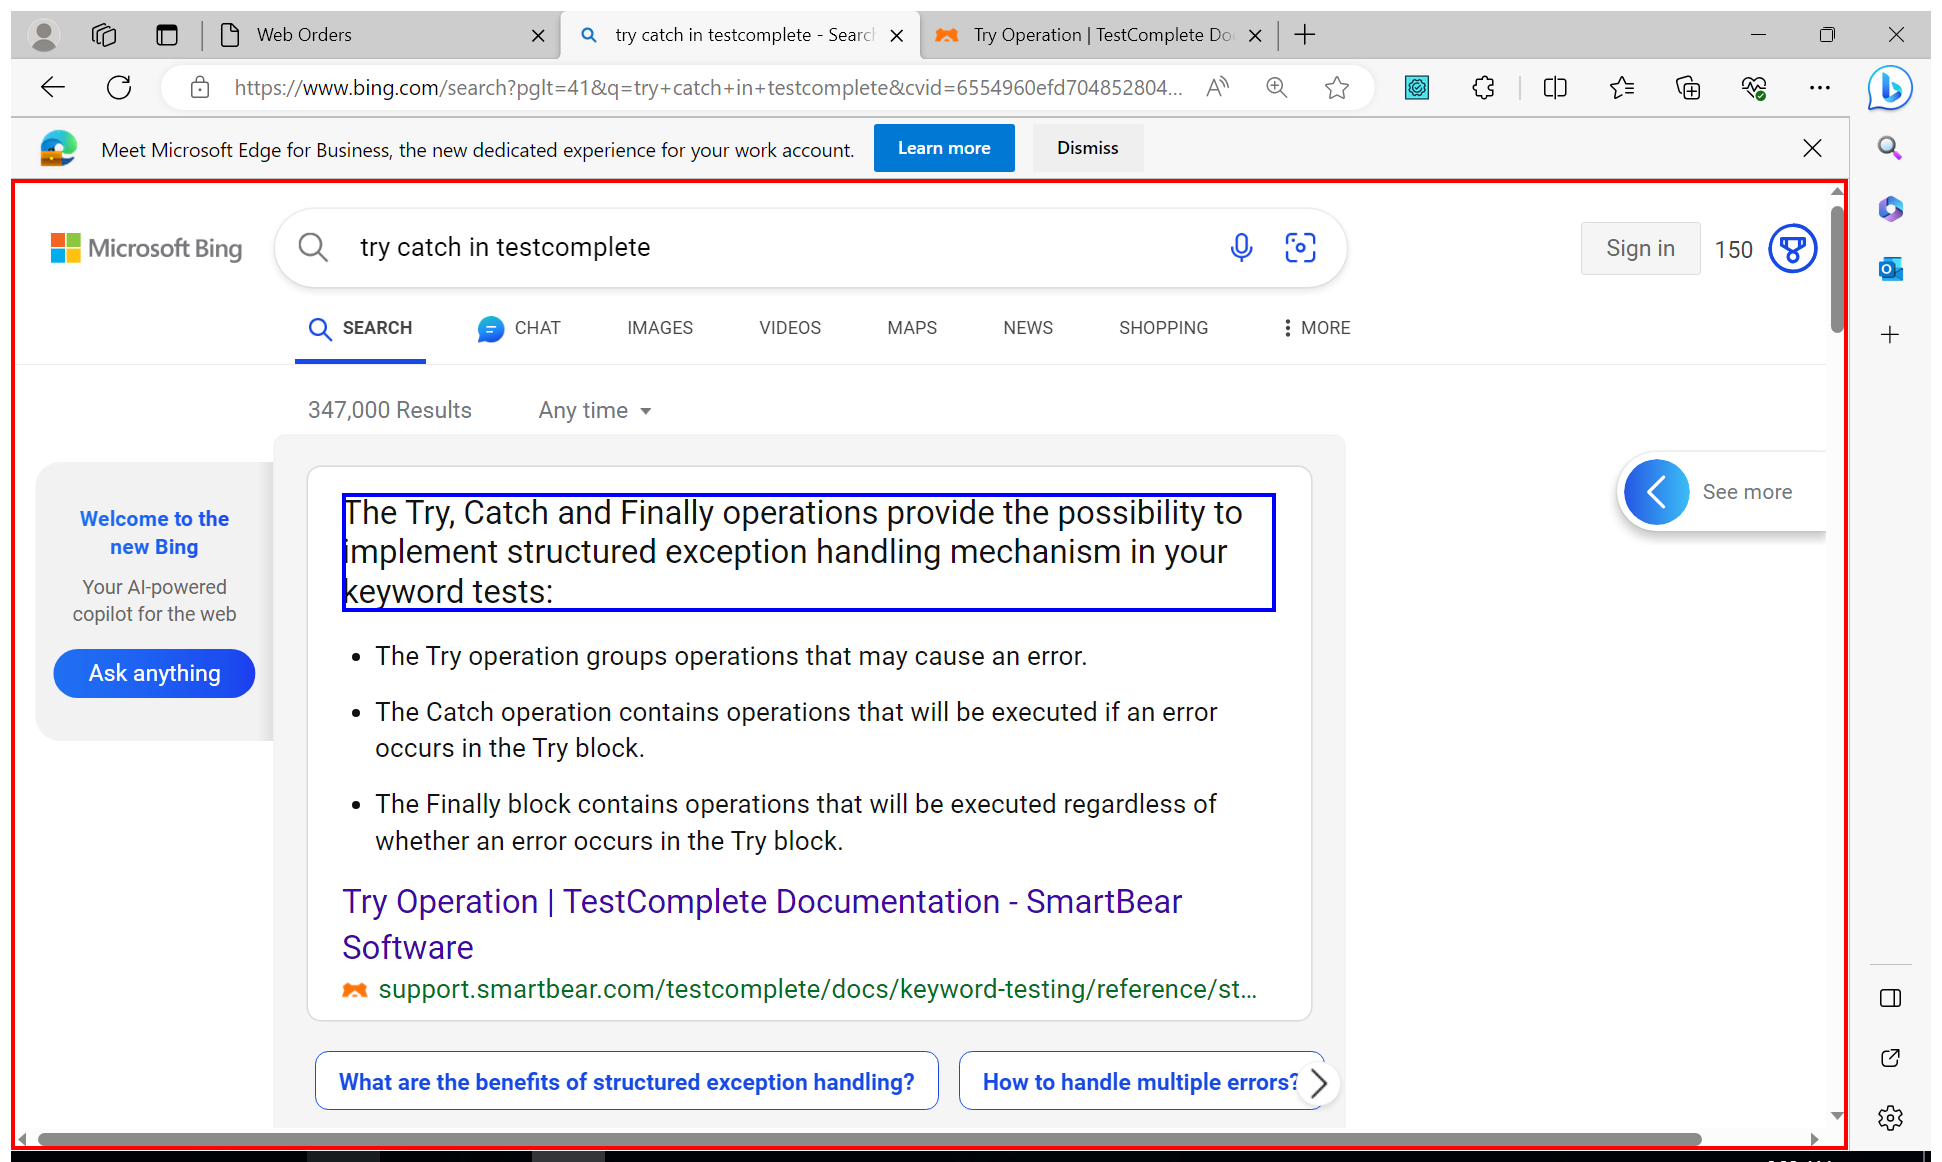 Web Orders
try catch in testcomplete - Search
Try Operation | TestComplete Do
https://www.bing.com/search?pglt=41&q=try+catch+in+testcomplete&cvid=6554960efd704852804...
Meet Microsoft Edge for Business, the new dedicated experience for your work account.
Learn more
Dismiss
Microsoft Bing
try catch in testcomplete
Sign in
150
SEARCH
CHAT
IMAGES
VIDEOS
MAPS
NEWS
SHOPPING
MORE
347,000 Results
Any time
Welcome to the
new Bing
Your AI-powered
copilot for the web
Ask anything
See more
The Try, Catch and Finally operations provide the possibility to
implement structured exception handling mechanism in your
keyword tests:
• The Try operation groups operations that may cause an error.
• The Catch operation contains operations that will be executed if an error
occurs in the Try block.
• The Finally block contains operations that will be executed regardless of
whether an error occurs in the Try block.
Try Operation | TestComplete Documentation - SmartBear
Software
support.smartbear.com/testcomplete/docs/keyword-testing/reference/st...
What are the benefits of structured exception handling?
How to handle multiple errors?